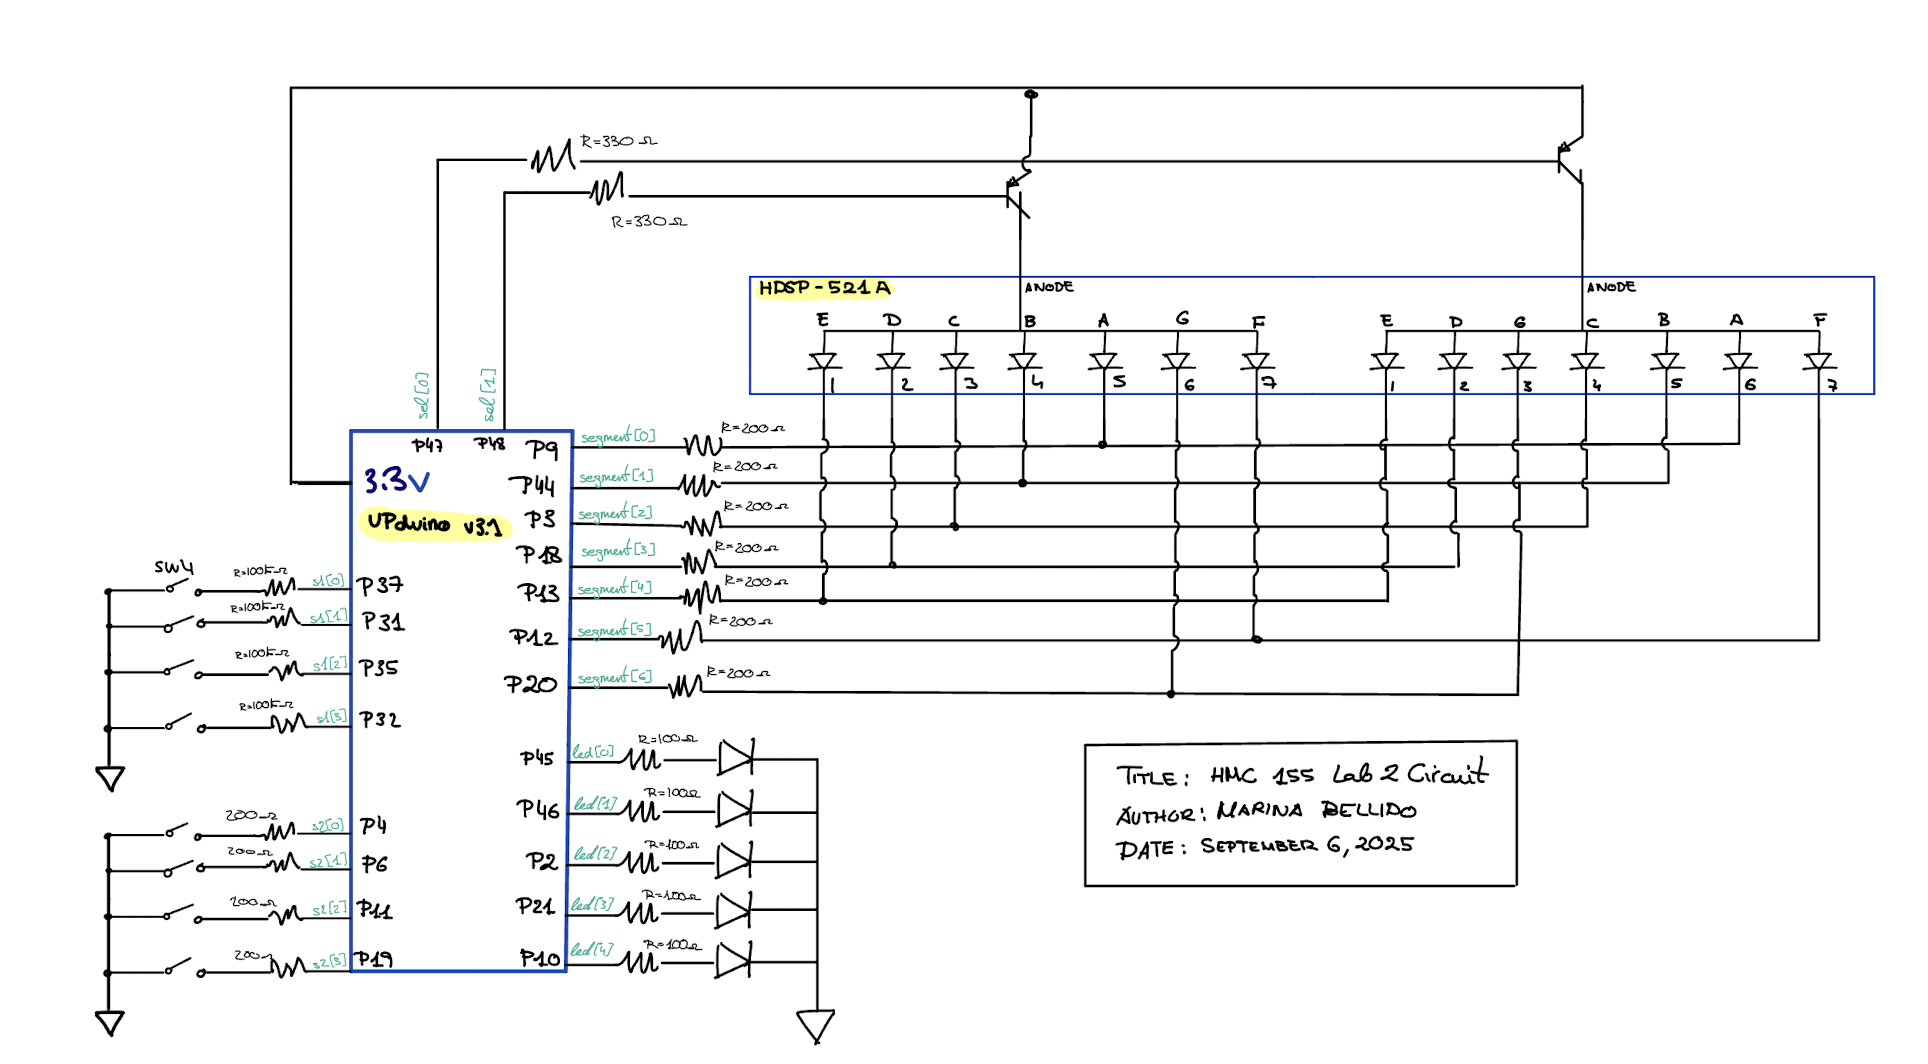 R=330Ω
R=330Ω
HDSP-521A
ANODE
ANODE
E D C B A G F
E D G C B A F
1 2 3 4 5 6 7
1 2 3 4 5 6 7
sel[0]
sel[1]
P47
P48
3.3V
UPduino v3.1
P9 segment[0] R=200Ω
P44 segment[1] R=200Ω
P3 segment[2] R=200Ω
P18 segment[3] R=200Ω
P13 segment[4] R=200Ω
P12 segment[5] R=200Ω
P20 segment[6] R=200Ω
SW4
R=100KΩ s1[0] P37
R=100KΩ s1[1] P31
R=100KΩ s1[2] P35
R=100KΩ s1[3] P32
200Ω s2[0] P4
200Ω s2[1] P6
200Ω s2[2] P11
200Ω s2[3] P19
P45 led[0] R=100Ω
P46 led[1] R=100Ω
P2 led[2] R=100Ω
P21 led[3] R=100Ω
P10 led[4] R=100Ω
TITLE: HMC 155 Lab 2 Circuit
AUTHOR: MARINA BELLIDO
DATE: SEPTEMBER 6, 2025